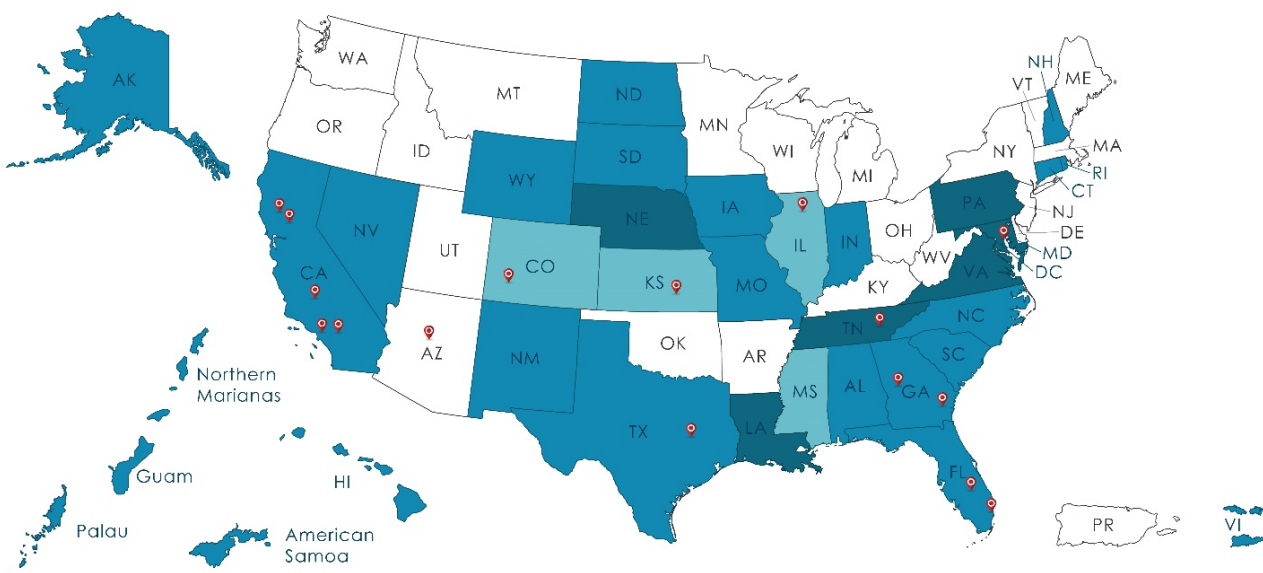 AK
WA
MT
ND
MN
NH
VT
ME
OR
ID
SD
WI
MI
NY
MA
RI
CT
WY
NE
IA
PA
NJ
DE
MD
DC
NV
UT
CO
KS
MO
IL
IN
OH
WV
VA
KY
CA
AZ
NM
OK
AR
TN
NC
SC
MS
AL
GA
TX
LA
FL
Northern
Marianas
Guam
HI
Palau
American
Samoa
PR
VI